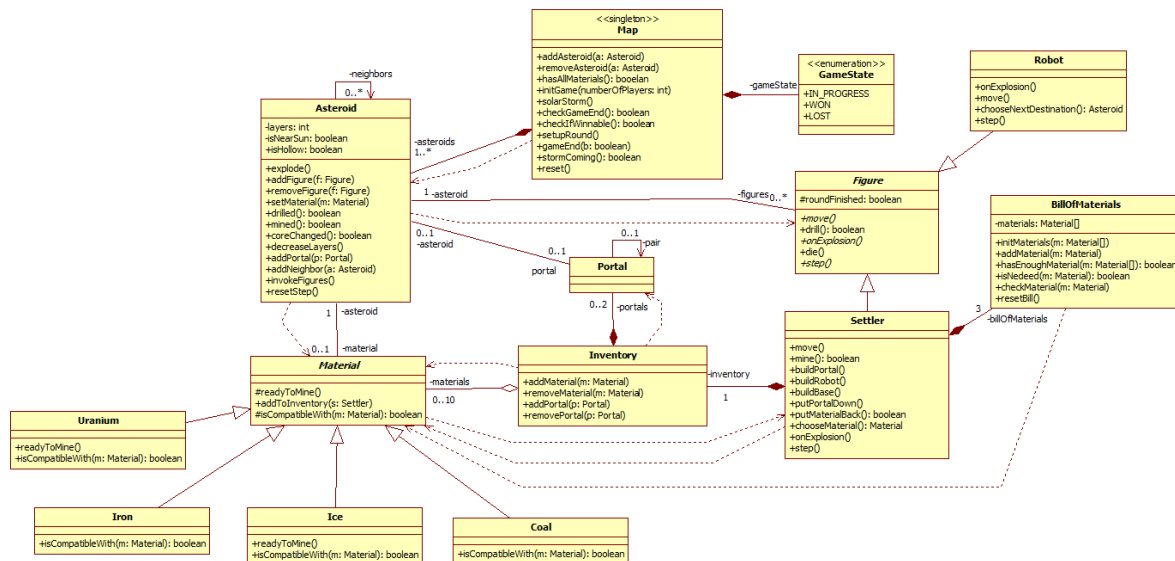 <<singleton>>
Map
+addAsteroid(a: Asteroid)
+removeAsteroid(a: Asteroid)
+hasAllMaterials(): booelan
+initGame(numberOfPlayers: int)
+solarStorm()
+checkGameEnd(): boolean
+checkIfWinnable(): boolean
+setupRound()
+gameEnd(b: boolean)
+stormComing(): boolean
+reset()
-gameState
<<enumeration>>
GameState
+IN_PROGRESS
+WON
+LOST
Robot
+onExplosion()
+move()
+chooseNextDestination(): Asteroid
+step()
-neighbors
0..*
Asteroid
-layers: int
-isNearSun: boolean
-isHollow: boolean
+explode()
+addFigure(f: Figure)
+removeFigure(f: Figure)
+setMaterial(m: Material)
+drilled(): boolean
+mined(): boolean
+coreChanged(): boolean
+decreaseLayers()
+addPortal(p: Portal)
+addNeighbor(a: Asteroid)
+invokeFigures()
+resetStep()
-asteroids
1..*
1
-asteroid
-figures
0..*
0..1
-asteroid
0..1
portal
Figure
#roundFinished: boolean
+move()
+drill(): boolean
+onExplosion()
+die()
+step()
BillOfMaterials
-materials: Material[]
+initMaterials(m: Material[])
+addMaterial(m: Material)
+hasEnoughMaterial(m: Material[]): boolean
+isNedeed(m: Material): boolean
+checkMaterial(m: Material)
+resetBill()
0..1
-pair
Portal
0..2
-portals
1
-asteroid
0..1
-material
Material
#readyToMine()
+addToInventory(s: Settler)
#isCompatibleWith(m: Material): boolean
-materials
0..10
Inventory
+addMaterial(m: Material)
+removeMaterial(m: Material)
+addPortal(p: Portal)
+removePortal(p: Portal)
-inventory
1
Settler
+move()
+mine(): boolean
+buildPortal()
+buildRobot()
+buildBase()
+putPortalDown()
+putMaterialBack(): boolean
+chooseMaterial(): Material
+onExplosion()
+step()
3
-billOfMaterials
Uranium
+readyToMine()
+isCompatibleWith(m: Material): boolean
Iron
+isCompatibleWith(m: Material): boolean
Ice
+readyToMine()
+isCompatibleWith(m: Material): boolean
Coal
+isCompatibleWith(m: Material): boolean